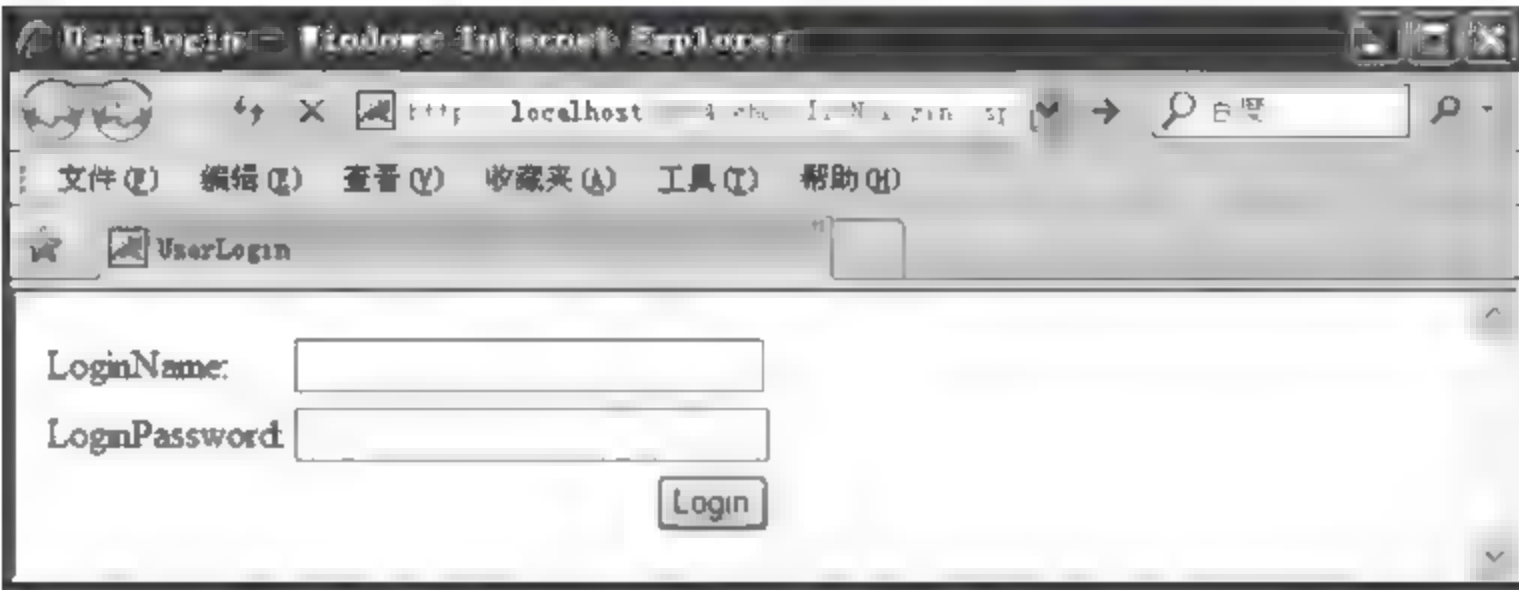 UserLogin - Windows Internet Explorer
localhost
文件(F) 编辑(E) 查看(V) 收藏夹(A) 工具(T) 帮助(H)
UserLogin
LoginName:
LoginPassword:
Login